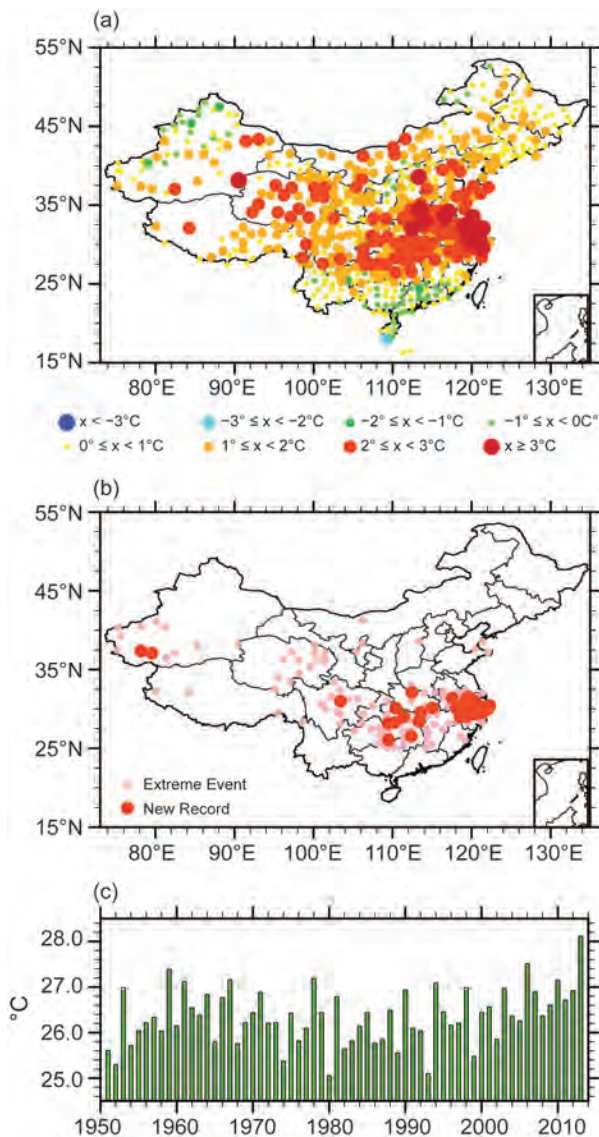 (a)
55°N
45°N
35°N
25°N
15°N
80°E 90°E 100°E 110°E 120°E 130°E
x < −3°C −3° ≤ x < −2°C −2° ≤ x < −1°C −1° ≤ x < 0C°
0° ≤ x < 1°C 1° ≤ x < 2°C 2° ≤ x < 3°C x ≥ 3°C
(b)
55°N
45°N
35°N
25°N
15°N
Extreme Event
New Record
80°E 90°E 100°E 110°E 120°E 130°E
(c)
°C
28.0
27.0
26.0
25.0
1950 1960 1970 1980 1990 2000 2010